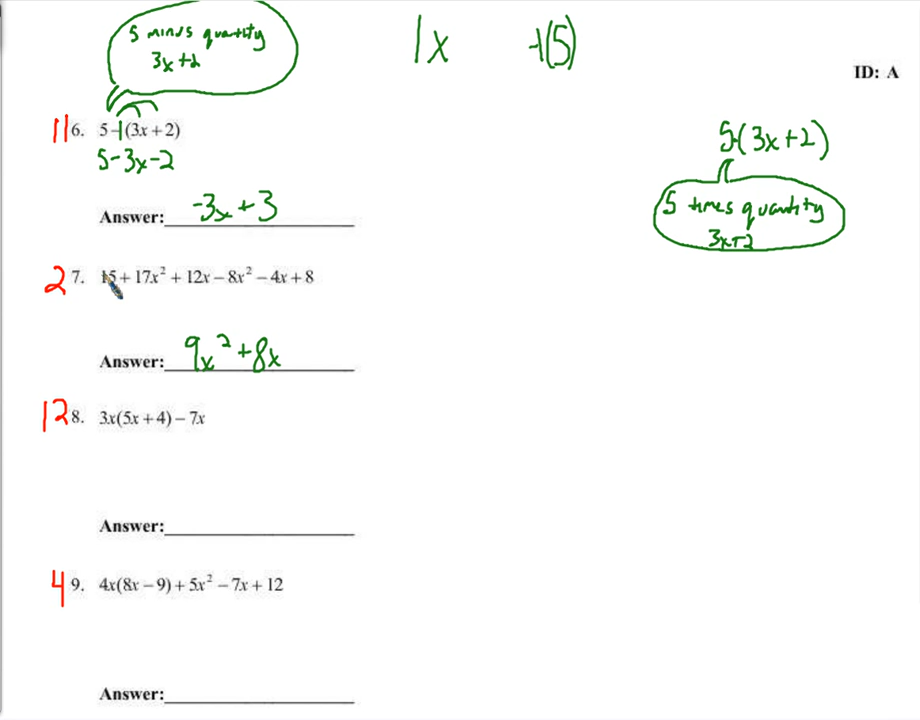 5 minus quantity
3x+2
1x -1(5)
ID: A
11 6. 5-1(3x + 2)
5-3x-2
5·(3x+2)
5 times quantity
3x+2
Answer: -3x+3
2 7. 15 + 17x² + 12x – 8x² – 4x + 8
Answer: 9x²+8x
12 8. 3x(5x + 4) – 7x
Answer:
4 9. 4x(8x – 9) + 5x² – 7x + 12
Answer: